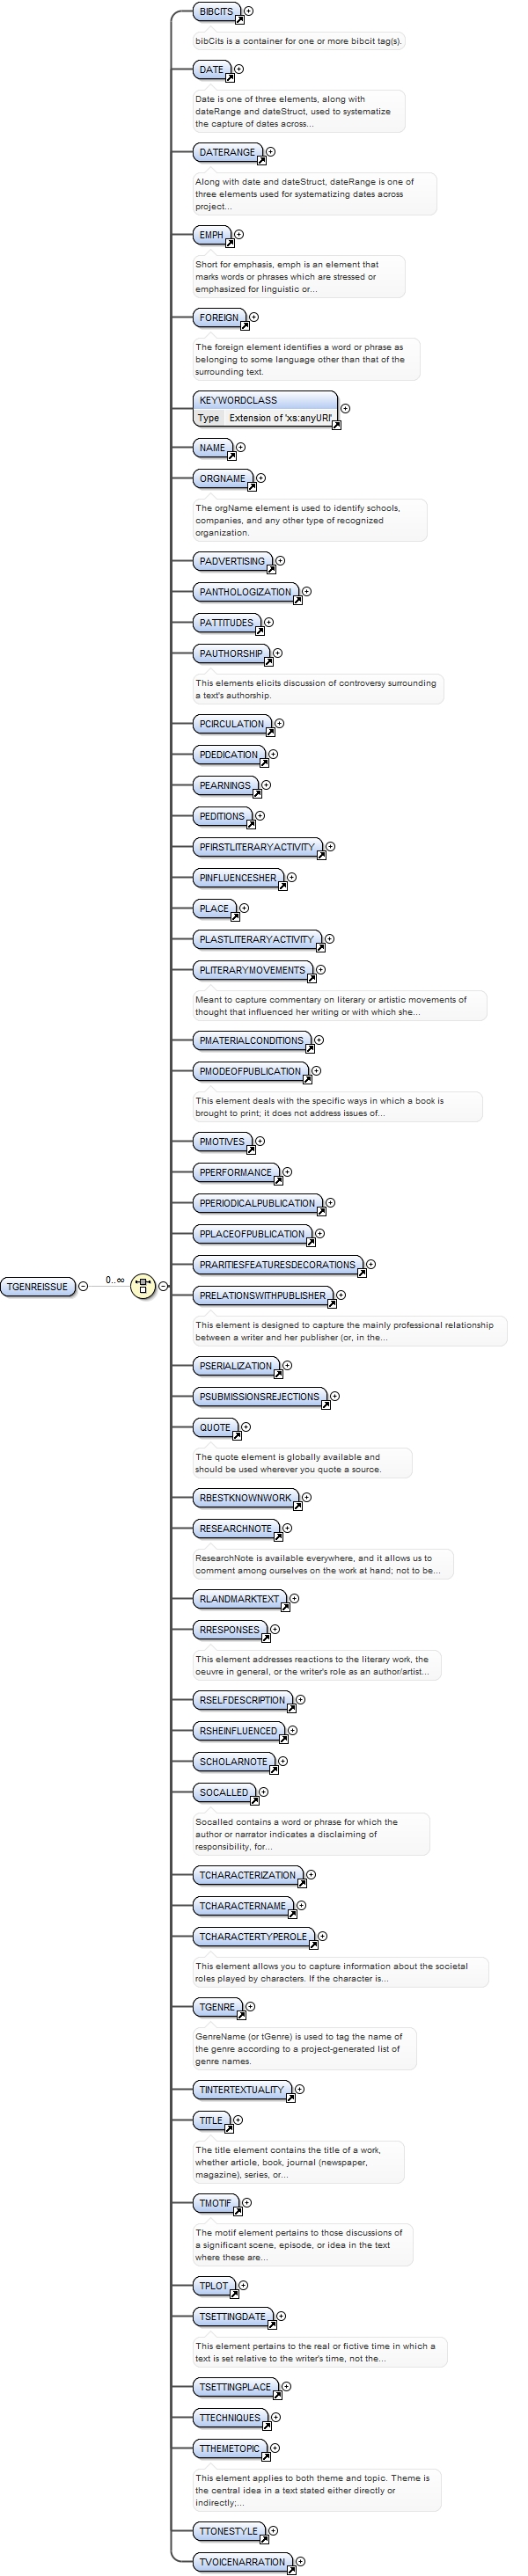 BIBCITS
bibCits is a container for one or more bibcit tag(s).
DATE
Date is one of three elements, along with
dateRange and dateStruct, used to systematize
the capture of dates across...
DATERANGE
Along with date and dateStruct, dateRange is one of
three elements used for systematizing dates across
project...
EMPH
Short for emphasis, emph is an element that
marks words or phrases which are stressed or
emphasized for linguistic or...
FOREIGN
The foreign element identifies a word or phrase as
belonging to some language other than that of the
surrounding text.
KEYWORDCLASS
Type Extension of 'xs:anyURI'
NAME
ORGNAME
The orgName element is used to identify schools,
companies, and any other type of recognized
organization.
PADVERTISING
PANTHOLOGIZATION
PATTITUDES
PAUTHORSHIP
This elements elicits discussion of controversy surrounding
a text's authorship.
PCIRCULATION
PDEDICATION
PEARNINGS
PEDITIONS
PFIRSTLITERARYACTIVITY
PINFLUENCESHER
PLACE
PLASTLITERARYACTIVITY
PLITERARYMOVEMENTS
Meant to capture commentary on literary or artistic movements of
thought that influenced her writing or with which she...
PMATERIALCONDITIONS
PMODEOFPUBLICATION
This element deals with the specific ways in which a book is
brought to print; it does not address issues of...
PMOTIVES
PPERFORMANCE
PPERIODICALPUBLICATION
PPLACEOFPUBLICATION
PRARITIESFEATURESDECORATIONS
TGENREISSUE 0..∞
PRELATIONSWITHPUBLISHER
This element is designed to capture the mainly professional relationship
between a writer and her publisher (or, in the...
PSERIALIZATION
PSUBMISSIONSREJECTIONS
QUOTE
The quote element is globally available and
should be used wherever you quote a source.
RBESTKNOWNWORK
RESEARCHNOTE
ResearchNote is available everywhere, and it allows us to
comment among ourselves on the work at hand; not to be...
RLANDMARKTEXT
RRESPONSES
This element addresses reactions to the literary work, the
oeuvre in general, or the writer's role as an author/artist...
RSELFDESCRIPTION
RSHEINFLUENCED
SCHOLARNOTE
SOCALLED
Socalled contains a word or phrase for which the
author or narrator indicates a disclaiming of
responsibility, for...
TCHARACTERIZATION
TCHARACTERNAME
TCHARACTERTYPEROLE
This element allows you to capture information about the societal
roles played by characters. If the character is...
TGENRE
GenreName (or tGenre) is used to tag the name of
the genre according to a project-generated list of
genre names.
TINTERTEXTUALITY
TITLE
The title element contains the title of a work,
whether article, book, journal (newspaper,
magazine), series, or...
TMOTIF
The motif element pertains to those discussions of
a significant scene, episode, or idea in the text
where these are...
TPLOT
TSETTINGDATE
This element pertains to the real or fictive time in which a
text is set relative to the writer's time, not the...
TSETTINGPLACE
TTECHNIQUES
TTHEMETOPIC
This element applies to both theme and topic. Theme is
the central idea in a text stated either directly or
indirectly;...
TTONESTYLE
TVOICENARRATION